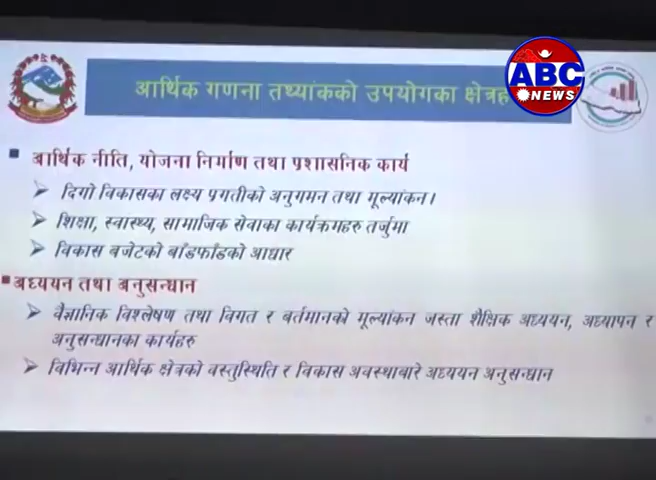 आर्थिक गणना तथ्यांकको उपयोगका क्षेत्रह
ABC
NEWS
आर्थिक नीति, योजना निर्माण तथा प्रशासनिक कार्य
दिगो विकासका लक्ष्य प्रगतीको अनुगमन तथा मूल्यांकन।
शिक्षा, स्वास्थ्य, सामाजिक सेवाका कार्यक्रमहरु तर्जुमा
विकास बजेटको बाँडफाँडको आधार
अध्ययन तथा अनुसन्धान
वैज्ञानिक विश्लेषण तथा विगत र बर्तमानको मूल्यांकन जस्ता शैक्षिक अध्ययन, अध्यापन र
अनुसन्धानका कार्यहरु
विभिन्न आर्थिक क्षेत्रको वस्तुस्थिति र विकास अवस्थाबारे अध्ययन अनुसन्धान